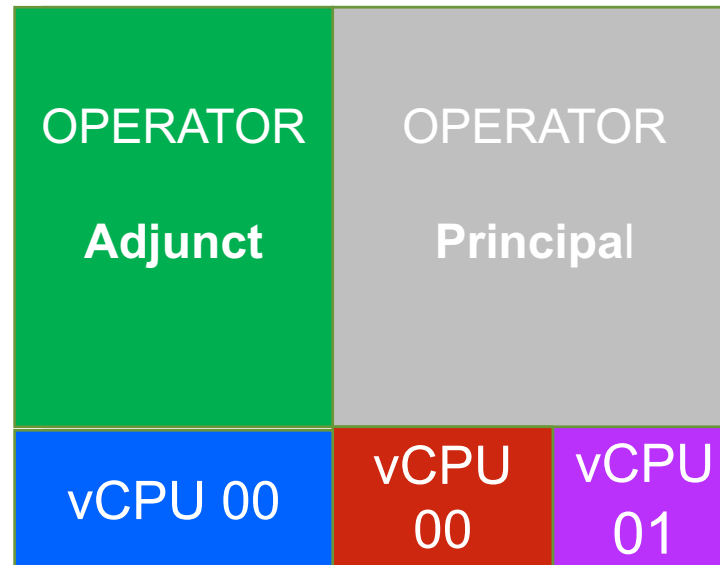 OPERATOR
Adjunct
OPERATOR
Principal
vCPU 00
vCPU
00
vCPU
01